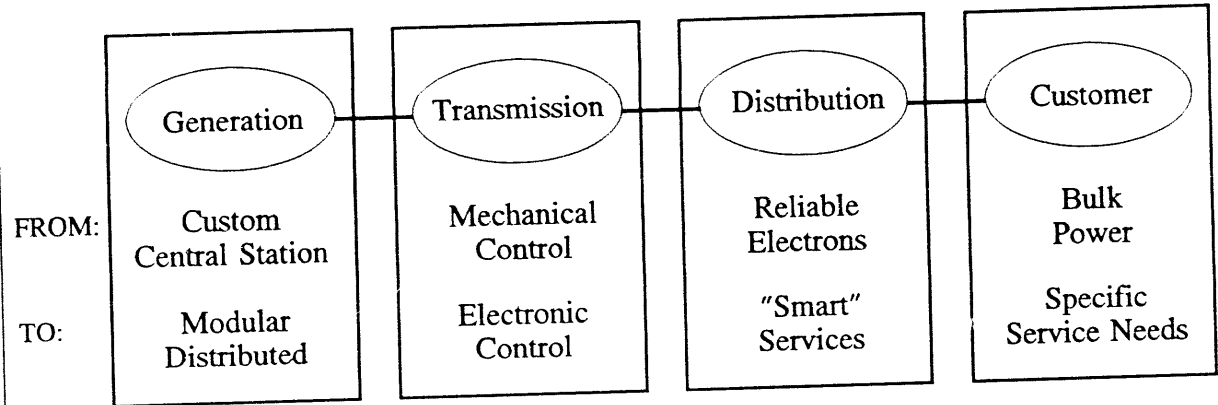 Generation
Transmission
Distribution
Customer
FROM:
Custom
Central Station
Mechanical
Control
Reliable
Electrons
Bulk
Power
TO:
Modular
Distributed
Electronic
Control
"Smart"
Services
Specific
Service Needs